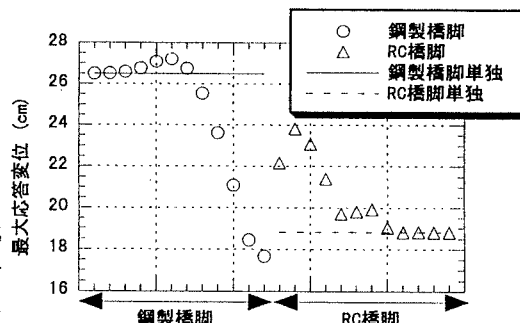 鋼製橋脚
RC橋脚
鋼製橋脚単独
RC橋脚単独
最大応答変位 (cm)
28
26
24
22
20
18
16
鋼製橋脚
RC橋脚